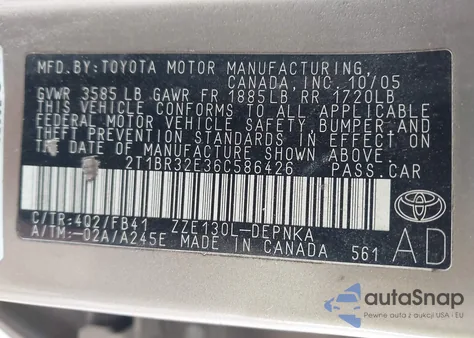 MFD.BY: TOYOTA MOTOR MANUFACTURING,
CANADA, INC. 10/05
GVWR 3585LB GAWR FR 1885LB RR 1720LB
THIS VEHICLE CONFORMS TO ALL APPLICABLE
FEDERAL MOTOR VEHICLE SAFETY, BUMPER,AND
THEFT PREVENTION STANDARDS IN EFFECT ON
THE DATE OF MANUFACTURE SHOWN ABOVE.
2T1BR32E36C586426 PASS.CAR
C/TR:4Q2/FB41 ZZE130L-DEPNKA
A/TM:-02A/A245E MADE IN CANADA 561
AD
autoSnap
Pewne auta z aukcji USA i EU